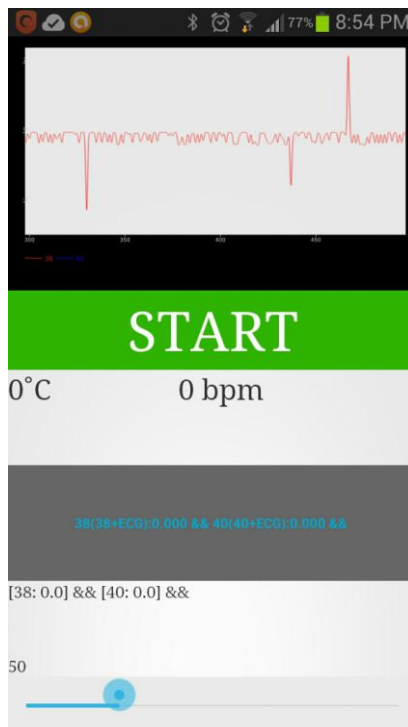 77% 8:54 PM
300 350 400 450
38
START
0°C 0 bpm
38(38+ECG):0.000 && 40(40+ECG):0.000 &&
[38: 0.0] && [40: 0.0] &&
50